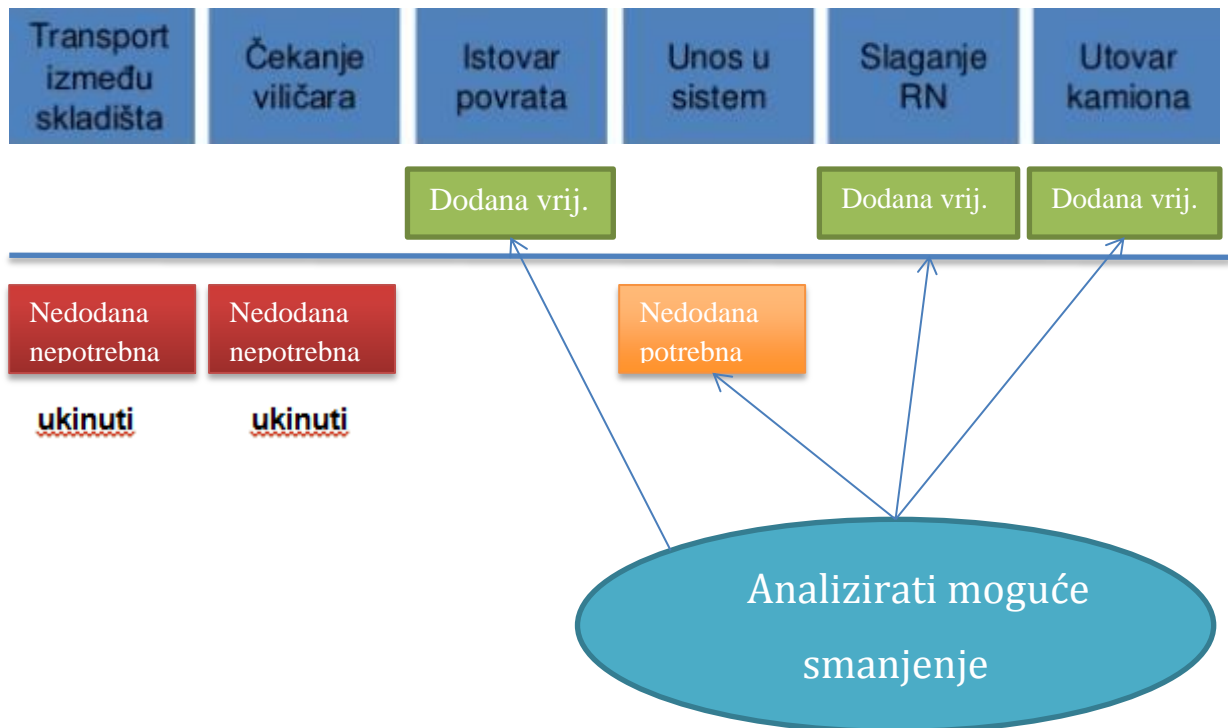 Transport
između
skladišta
Čekanje
viličara
Istovar
povrata
Unos u
sistem
Slaganje
RN
Utovar
kamiona
Dodana vrij.
Dodana vrij.
Dodana vrij.
Nedodana
nepotrebna
Nedodana
nepotrebna
Nedodana
potrebna
ukinuti
ukinuti
Analizirati moguće
smanjenje